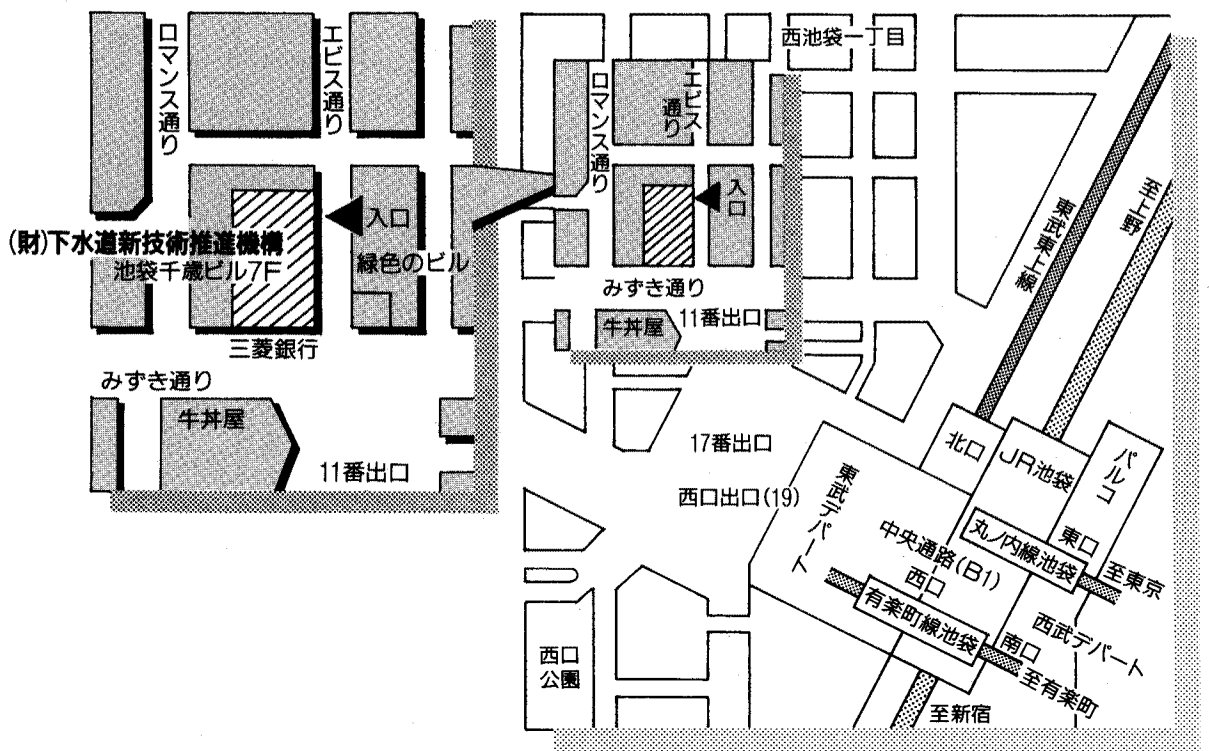 ロマンス通り
エビス通り
入口
(財)下水道新技術推進機構
池袋千歳ビル7F
緑色のビル
三菱銀行
みずき通り
牛丼屋
11番出口
西池袋一丁目
ロマンス通り
エビス
通り
入口
みずき通り
牛丼屋
11番出口
東武東上線
至上野
17番出口
西口出口(19)
北口
JR池袋
パルコ
東武デパート
中央通路(B1)
西口
丸ノ内線池袋
東口
至東京
有楽町線池袋
西武デパート
南口
至有楽町
至新宿
西口
公園